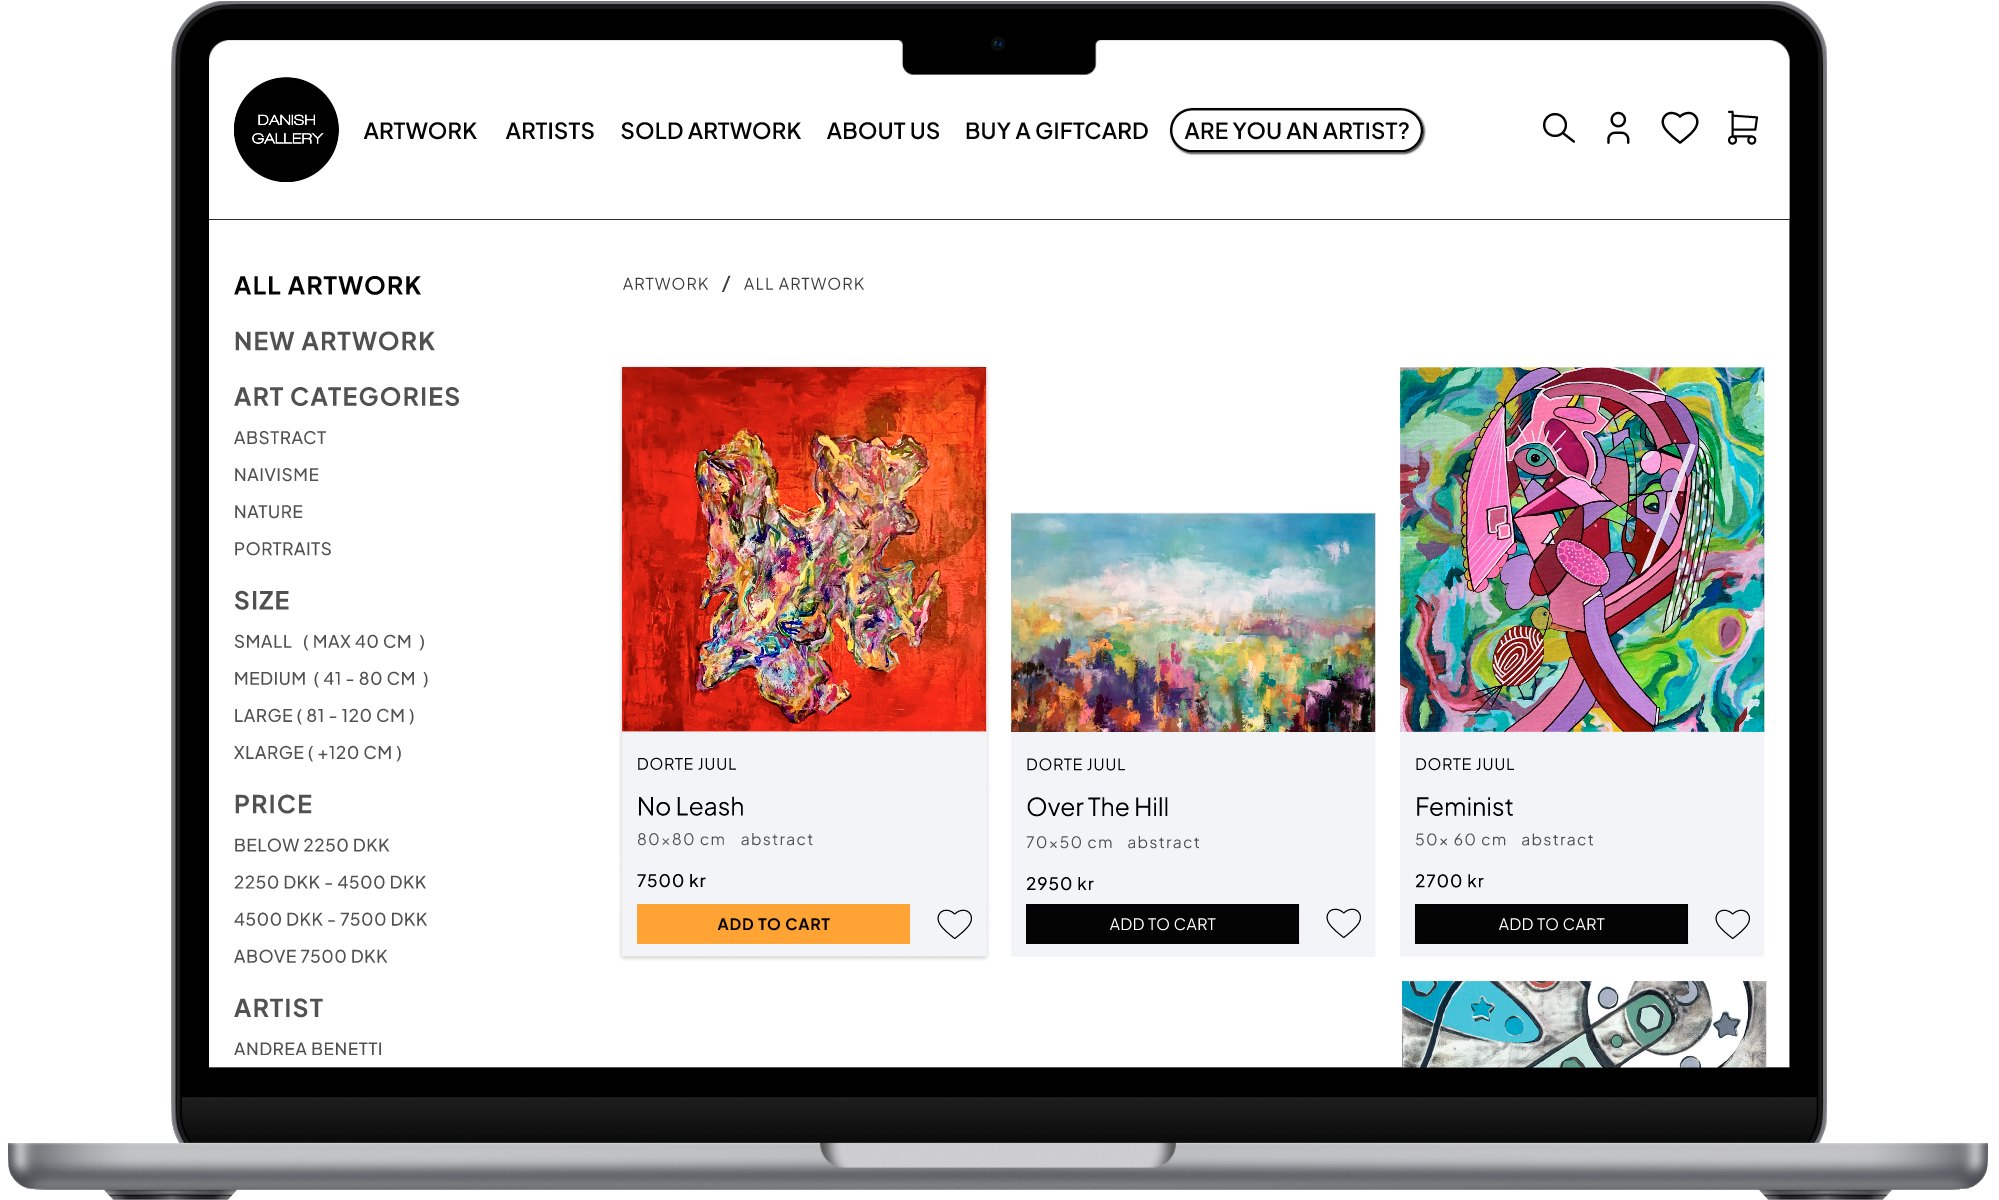 DANISH
GALLERY
ARTWORK ARTISTS SOLD ARTWORK ABOUT US BUY A GIFTCARD ARE YOU AN ARTIST?
ALL ARTWORK
NEW ARTWORK
ART CATEGORIES
ABSTRACT
NAIVISME
NATURE
PORTRAITS
SIZE
SMALL ( MAX 40 CM )
MEDIUM ( 41 - 80 CM )
LARGE ( 81 - 120 CM )
XLARGE ( +120 CM )
PRICE
BELOW 2250 DKK
2250 DKK - 4500 DKK
4500 DKK - 7500 DKK
ABOVE 7500 DKK
ARTIST
ANDREA BENETTI
ARTWORK / ALL ARTWORK
DORTE JUUL
No Leash
80×80 cm abstract
7500 kr
ADD TO CART
DORTE JUUL
Over The Hill
70×50 cm abstract
2950 kr
ADD TO CART
DORTE JUUL
Feminist
50× 60 cm abstract
2700 kr
ADD TO CART